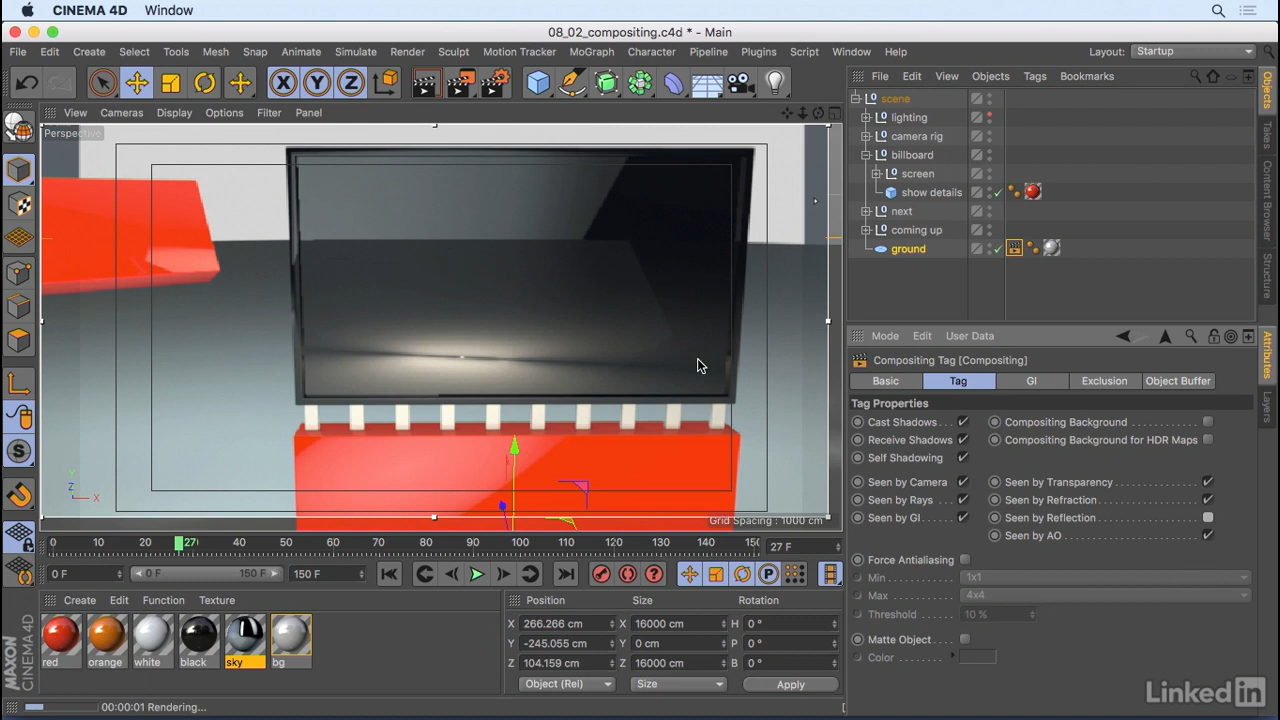 CINEMA 4D Window
08_02_compositing.c4d * - Main
File Edit Create Select Tools Mesh Snap Animate Simulate Render Sculpt Motion Tracker MoGraph Character Pipeline Plugins Script Window Help Layout: Startup
X Y Z
View Cameras Display Options Filter Panel
Perspective
Y
Z
X
Grid Spacing : 1000 cm
0 10 20 27 40 50 60 70 80 90 100 110 120 130 140 15 27 F
0 F 0 F 150 F 150 F
Create Edit Function Texture
red orange white black sky bg
Position Size Rotation
X 266.266 cm X 16000 cm H 0 °
Y -245.055 cm Y 0 cm P 0 °
Z 104.159 cm Z 16000 cm B 0 °
Object (Rel) Size Apply
00:00:01 Rendering...
MAXON
CINEMA 4D
File Edit View Objects Tags Bookmarks
scene
lighting
camera rig
billboard
screen
show details
next
coming up
ground
Objects
Takes
Content Browser
Structure
Mode Edit User Data
Compositing Tag [Compositing]
Basic Tag GI Exclusion Object Buffer
Tag Properties
Cast Shadows Compositing Background
Receive Shadows Compositing Background for HDR Maps
Self Shadowing
Seen by Camera Seen by Transparency
Seen by Rays Seen by Refraction
Seen by GI Seen by Reflection
Seen by AO
Force Antialiasing
Min 1x1
Max 4x4
Threshold 10 %
Matte Object
Color
Attributes
Layers
Linked in